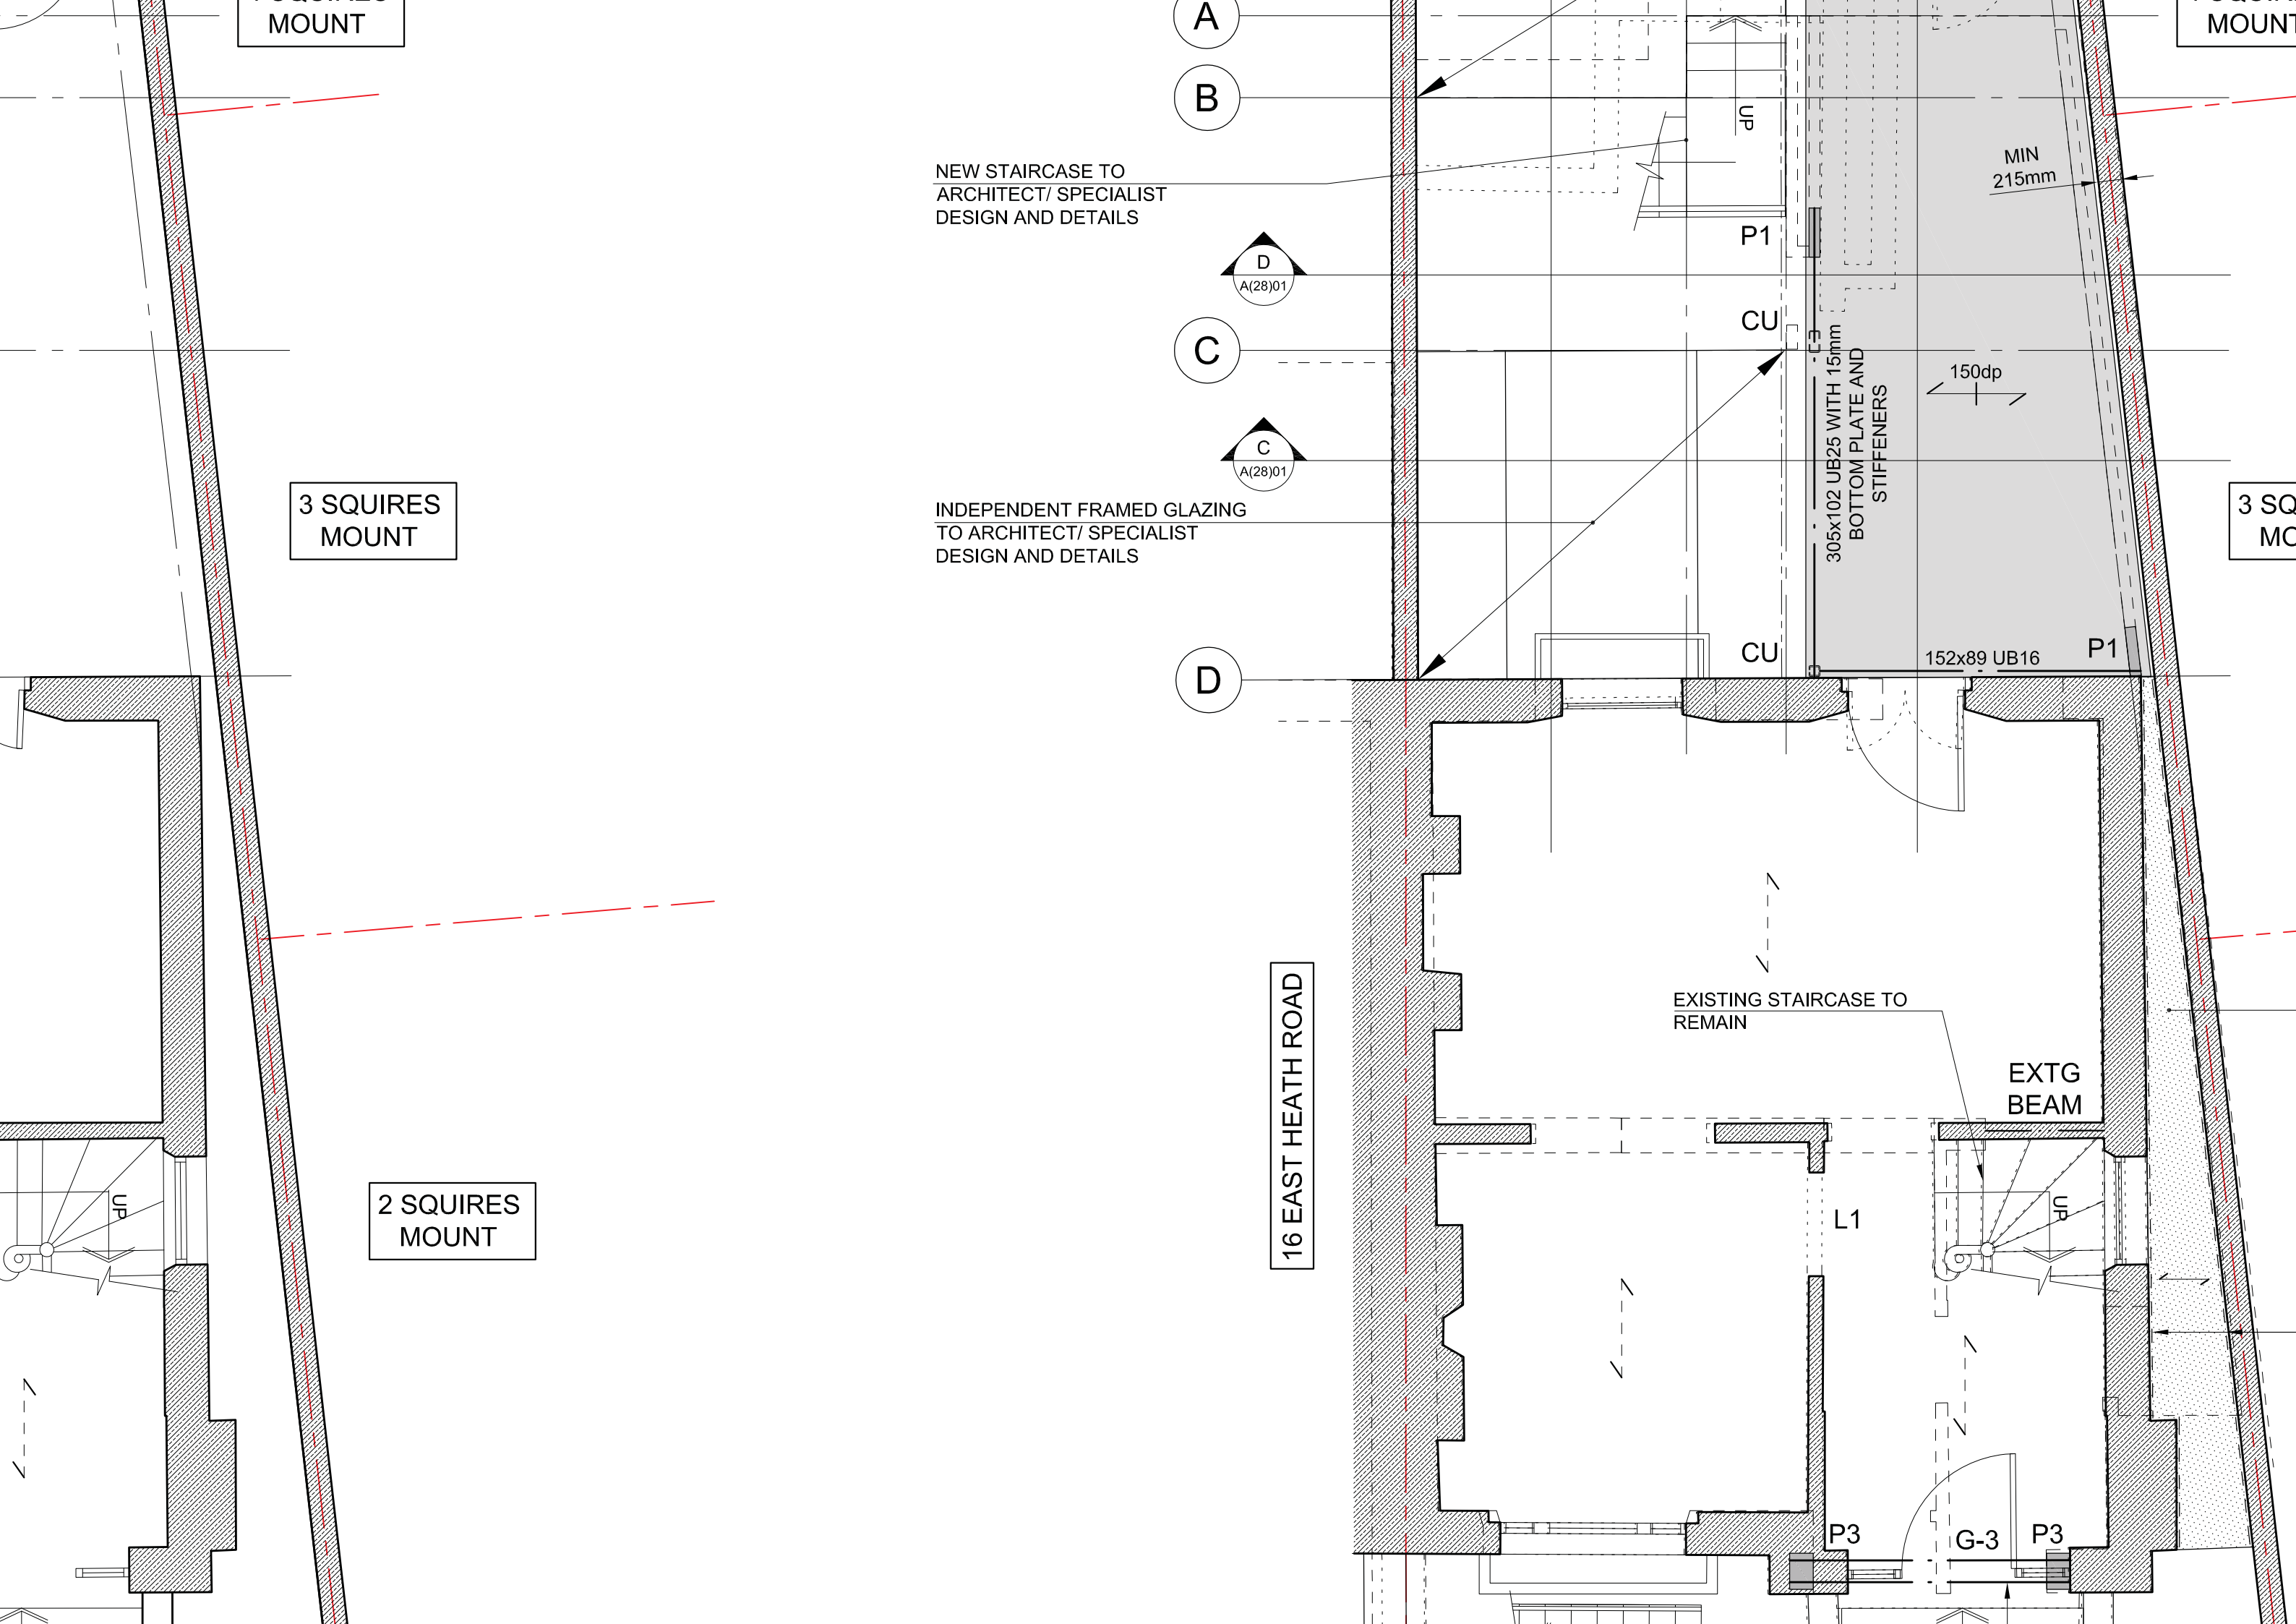 MOUNT
A
MOUNT
B
UP
MIN
215mm
NEW STAIRCASE TO
ARCHITECT/ SPECIALIST
DESIGN AND DETAILS
P1
D
A(28)01
CU
C
305x102 UB25 WITH 15mm
BOTTOM PLATE AND
STIFFENERS
150dp
C
A(28)01
3 SQUIRES
MOUNT
INDEPENDENT FRAMED GLAZING
TO ARCHITECT/ SPECIALIST
DESIGN AND DETAILS
3 SQ
MO
CU
152x89 UB16
P1
D
16 EAST HEATH ROAD
EXISTING STAIRCASE TO
REMAIN
EXTG
BEAM
UP
2 SQUIRES
MOUNT
L1
UP
P3
G-3
P3